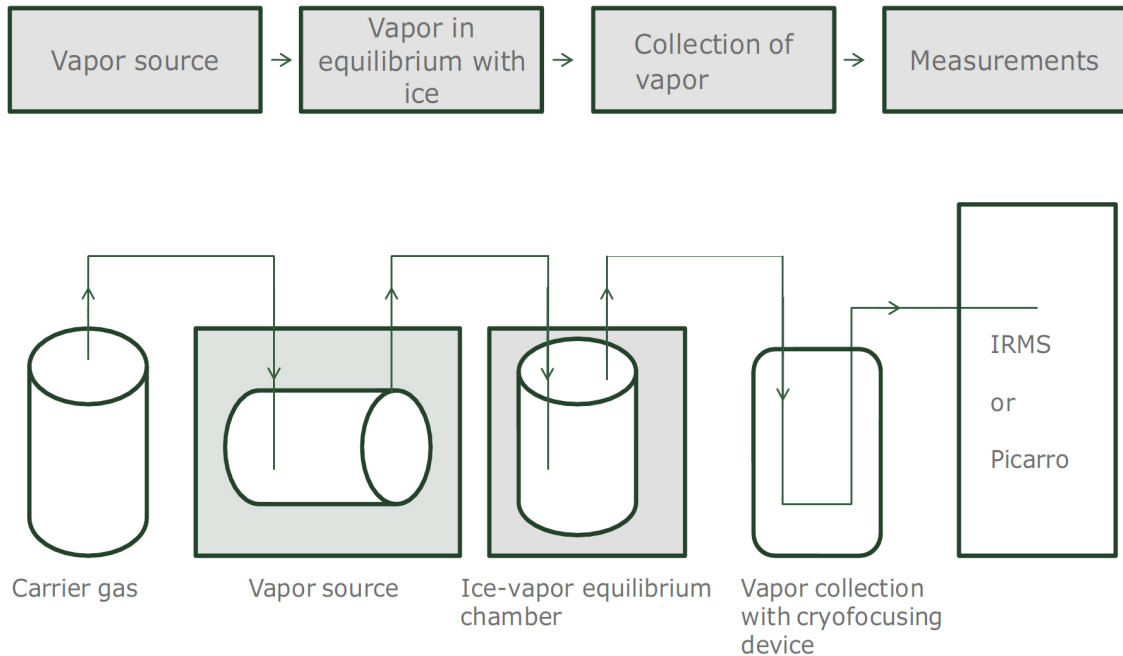 Vapor source
Vapor in
equilibrium with
ice
Collection of
vapor
Measurements
IRMS
or
Picarro
Carrier gas
Vapor source
Ice-vapor equilibrium
chamber
Vapor collection
with cryofocusing
device